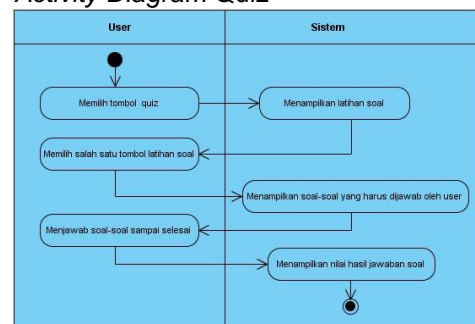 Activity Diagram Quiz
User
Sistem
Memilih tombol quiz
Menampilkan latihan soal
Memilih salah satu tombol latihan soal
Menampilkan soal-soal yang harus dijawab oleh user
Menjawab soal-soal sampai selesai
Menampilkan nilai hasil jawaban soal